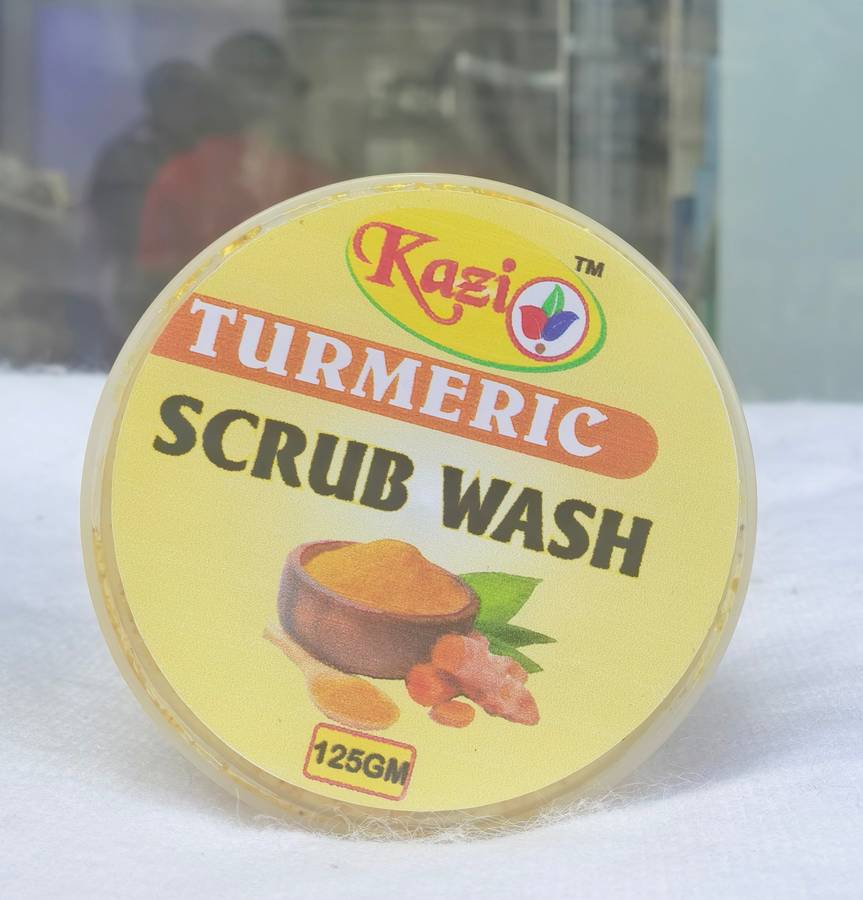 Kazi
TM
TURMERIC
SCRUB WASH
125GM